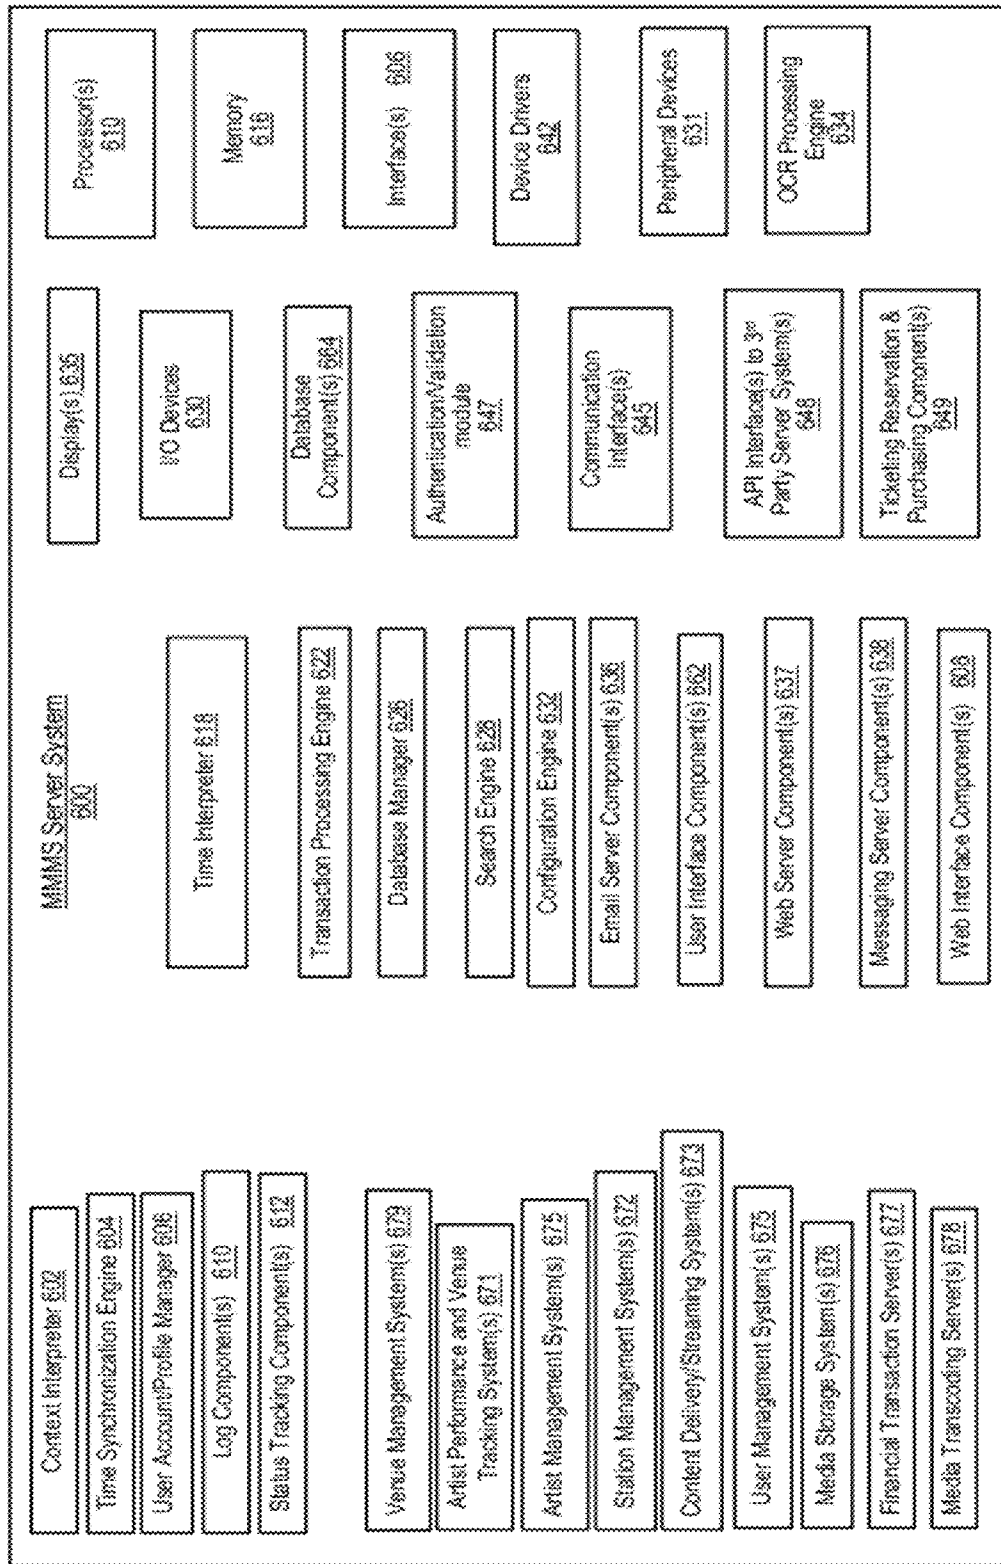 MMMS Server System
600
Context Interpreter 602
Time Synchronization Engine 604
User Account/Profile Manager 606
Log Component(s) 610
Status Tracking Component(s) 612
Venue Management System(s) 679
Artist Performance and Venue
Tracking System(s) 671
Artist Management System(s) 675
Station Management System(s) 672
Content Delivery/Streaming System(s) 673
User Management System(s) 675
Media Storage System(s) 676
Financial Transaction Server(s) 677
Media Transcoding Server(s) 678
Time Interpreter 618
Transaction Processing Engine 622
Database Manager 626
Search Engine 628
Configuration Engine 632
Email Server Component(s) 636
User Interface Component(s) 662
Web Server Component(s) 637
Messaging Server Component(s) 638
Web Interface Component(s) 608
Display(s) 635
I/O Devices
630
Database
Component(s) 664
Authentication/Validation
module
647
Communication
Interface(s)
645
API Interface(s) to 3rd
Party Server System(s)
648
Ticketing Reservation &
Purchasing Component(s)
649
Processor(s)
610
Memory
616
Interface(s) 606
Device Drivers
642
Peripheral Devices
631
OCR Processing
Engine
634